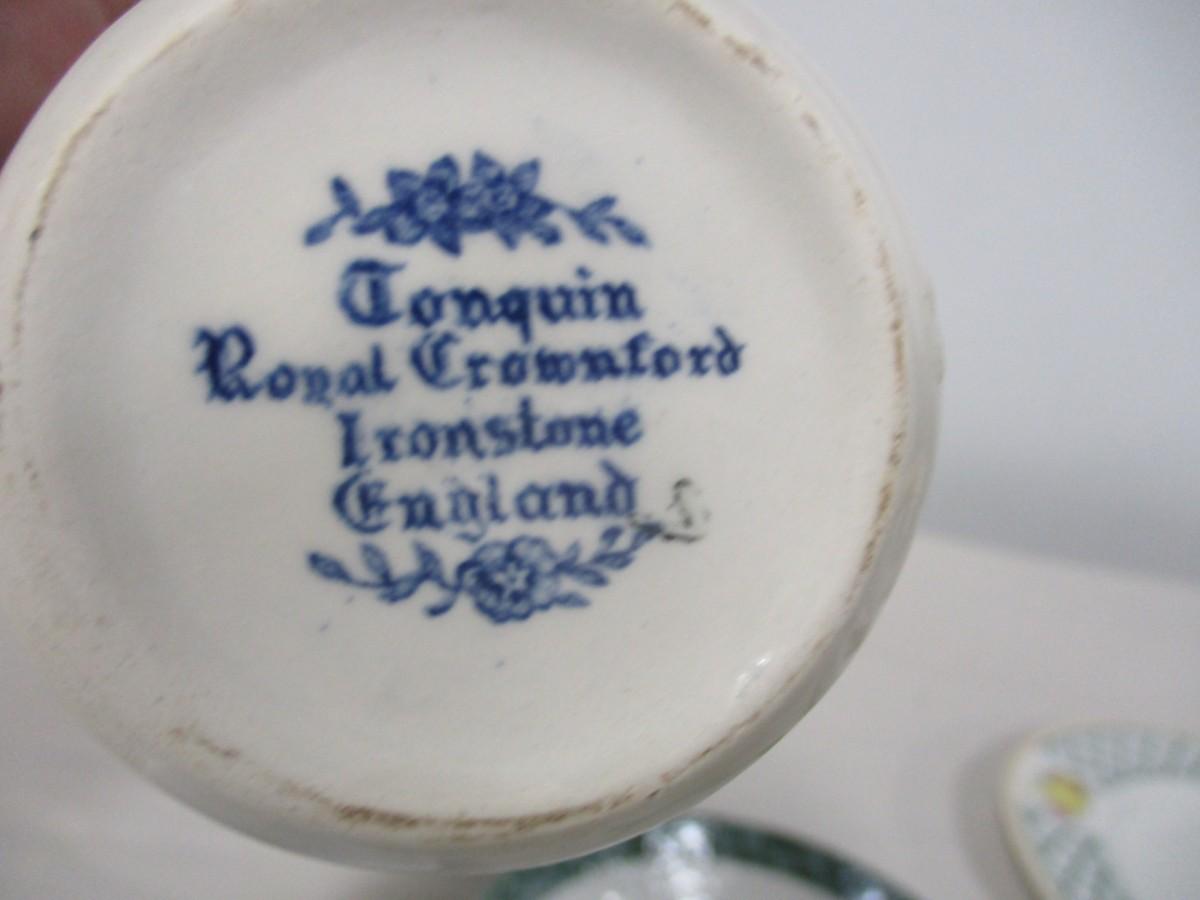 Tonquin
Royal Crownford
Ironstone
England